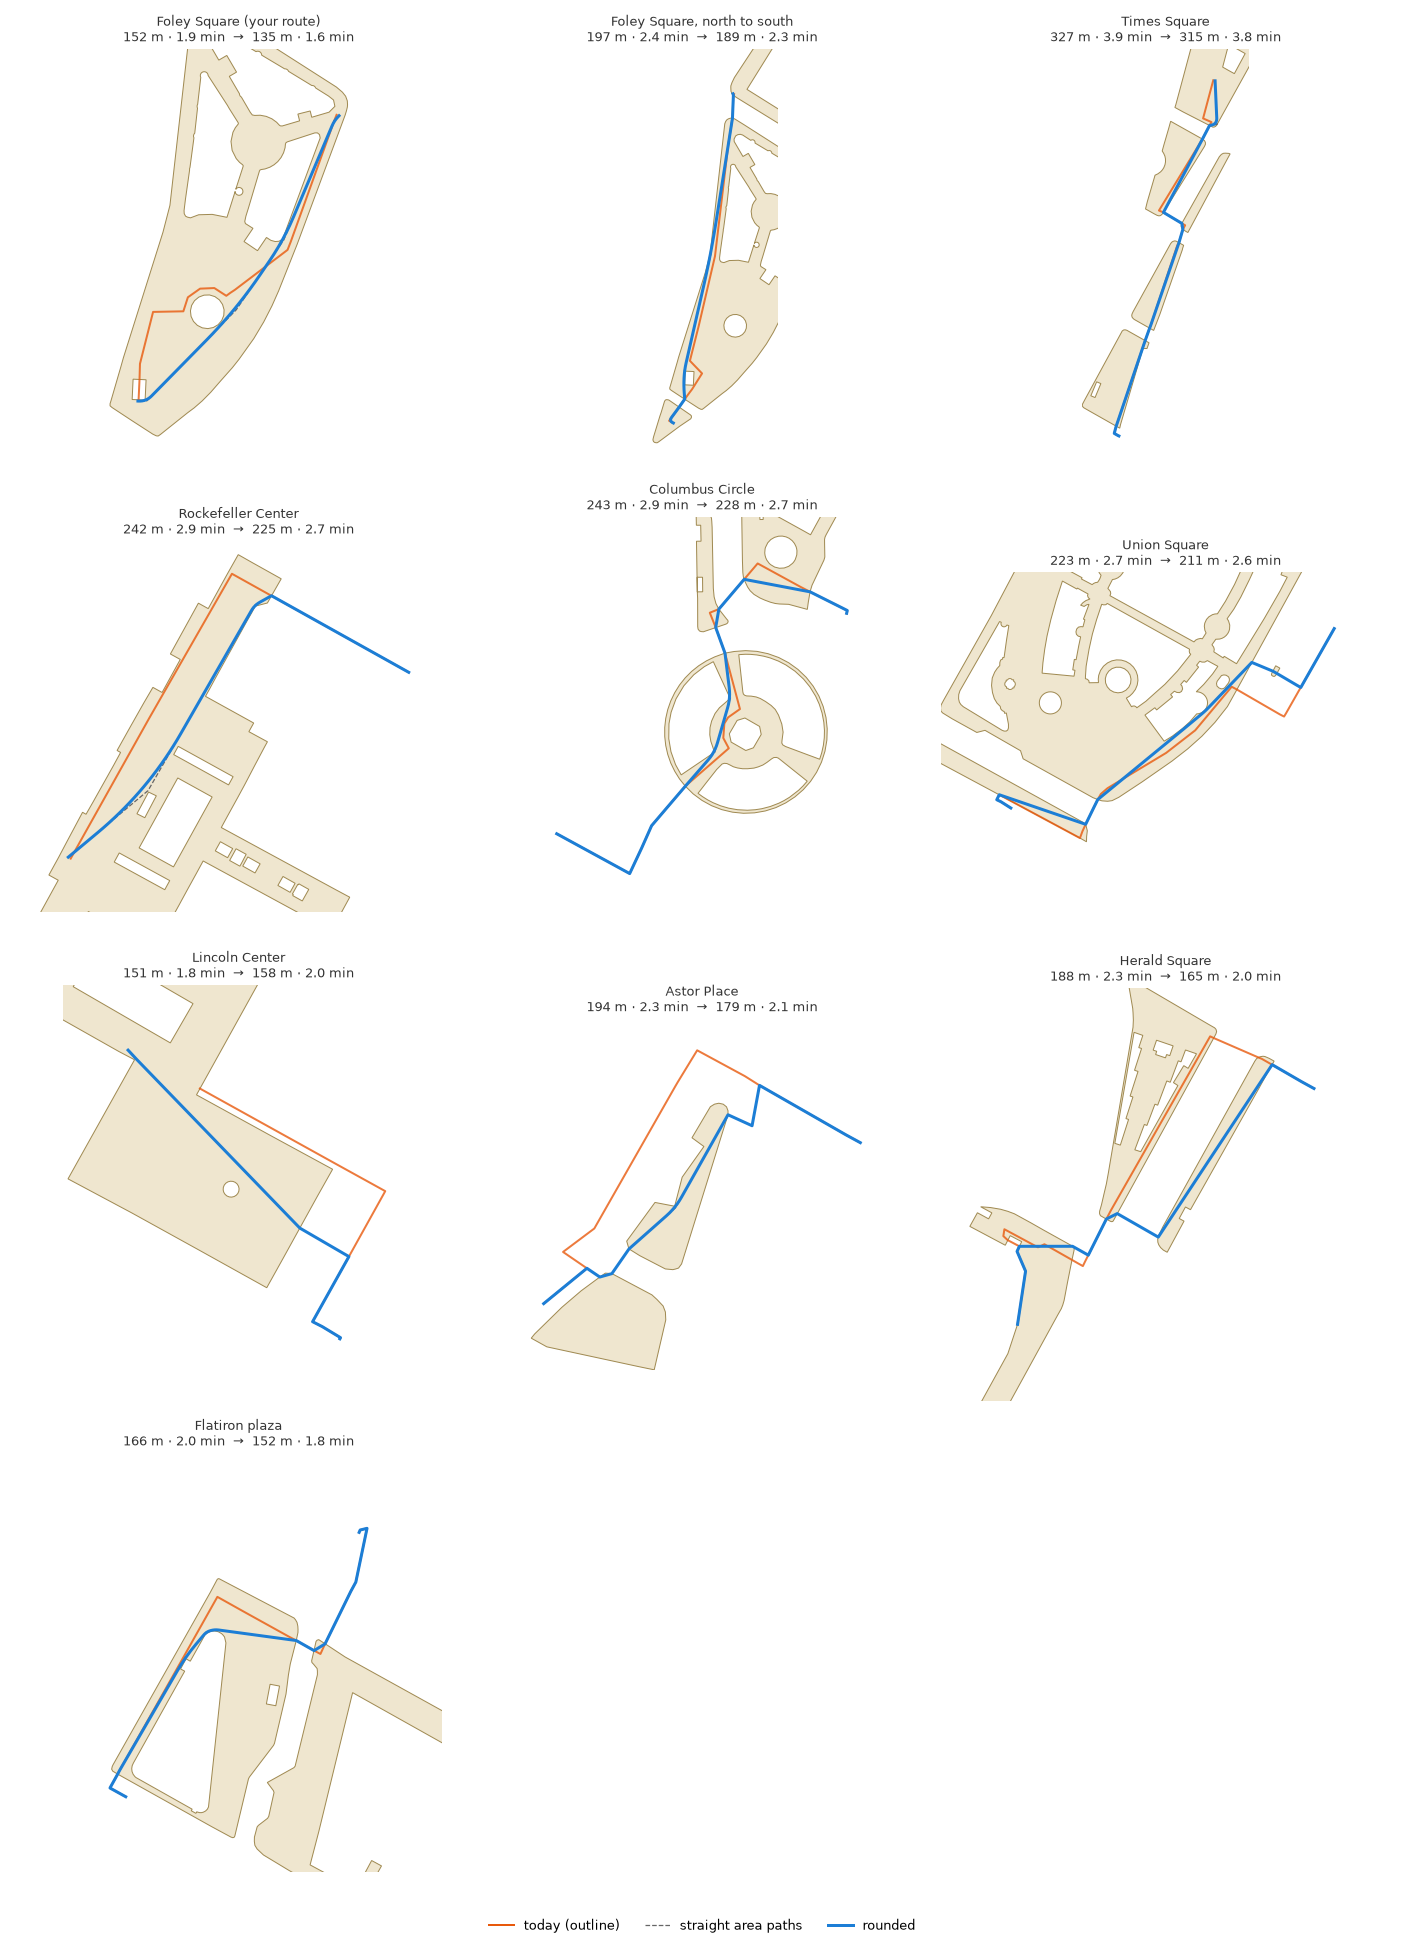 Foley Square (your route)
152 m · 1.9 min → 135 m · 1.6 min
Foley Square, north to south
197 m · 2.4 min → 189 m · 2.3 min
Times Square
327 m · 3.9 min → 315 m · 3.8 min
Rockefeller Center
242 m · 2.9 min → 225 m · 2.7 min
Columbus Circle
243 m · 2.9 min → 228 m · 2.7 min
Union Square
223 m · 2.7 min → 211 m · 2.6 min
Lincoln Center
151 m · 1.8 min → 158 m · 2.0 min
Astor Place
194 m · 2.3 min → 179 m · 2.1 min
Herald Square
188 m · 2.3 min → 165 m · 2.0 min
Flatiron plaza
166 m · 2.0 min → 152 m · 1.8 min
today (outline) straight area paths rounded